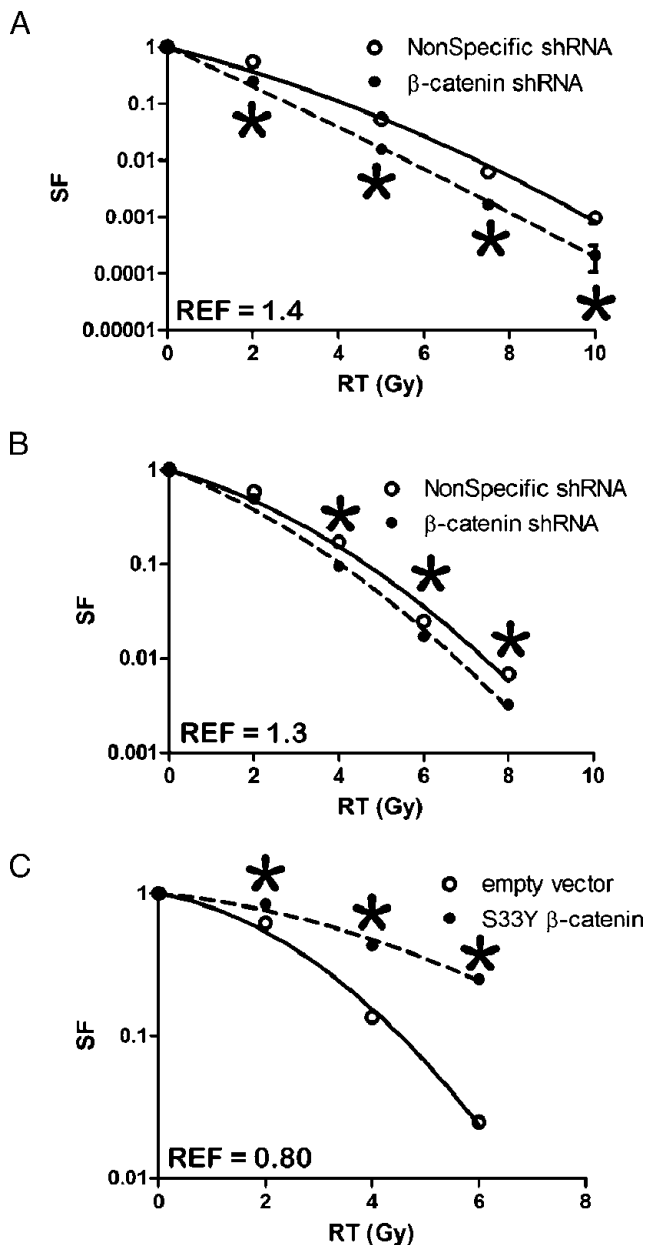 A
NonSpecific shRNA
β-catenin shRNA
1
0.1
0.01
0.001
0.0001
0.00001
SF
REF = 1.4
0 2 4 6 8 10
RT (Gy)
B
NonSpecific shRNA
β-catenin shRNA
1
0.1
0.01
0.001
SF
REF = 1.3
0 2 4 6 8 10
RT (Gy)
C
empty vector
S33Y β-catenin
1
0.1
0.01
SF
REF = 0.80
0 2 4 6 8
RT (Gy)